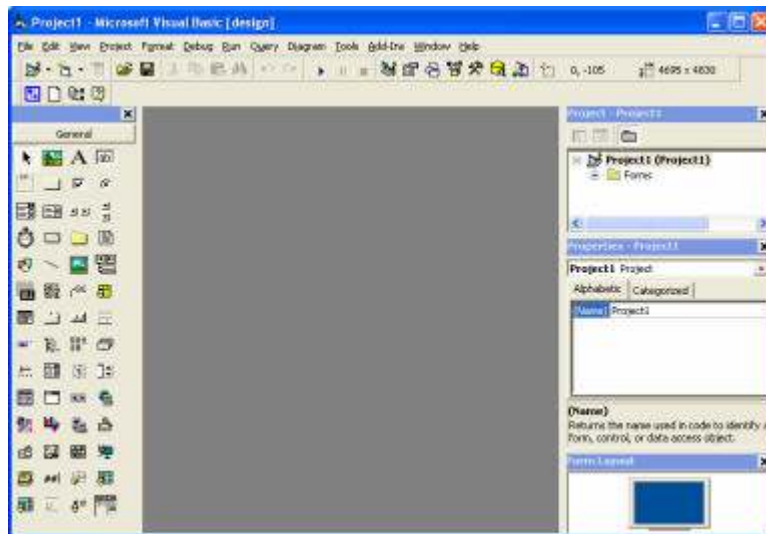 Project1 - Microsoft Visual Basic [design]
File Edit View Project Format Debug Run Query Diagram Tools Add-Ins Window Help
0, -105 4695 x 4830
General
A ab
Project - Project1
Project1 (Project1)
Forms
Properties - Project1
Project1 Project
Alphabetic Categorized
(Name) Project1
(Name)
Returns the name used in code to identify a
form, control, or data access object.
Form Layout